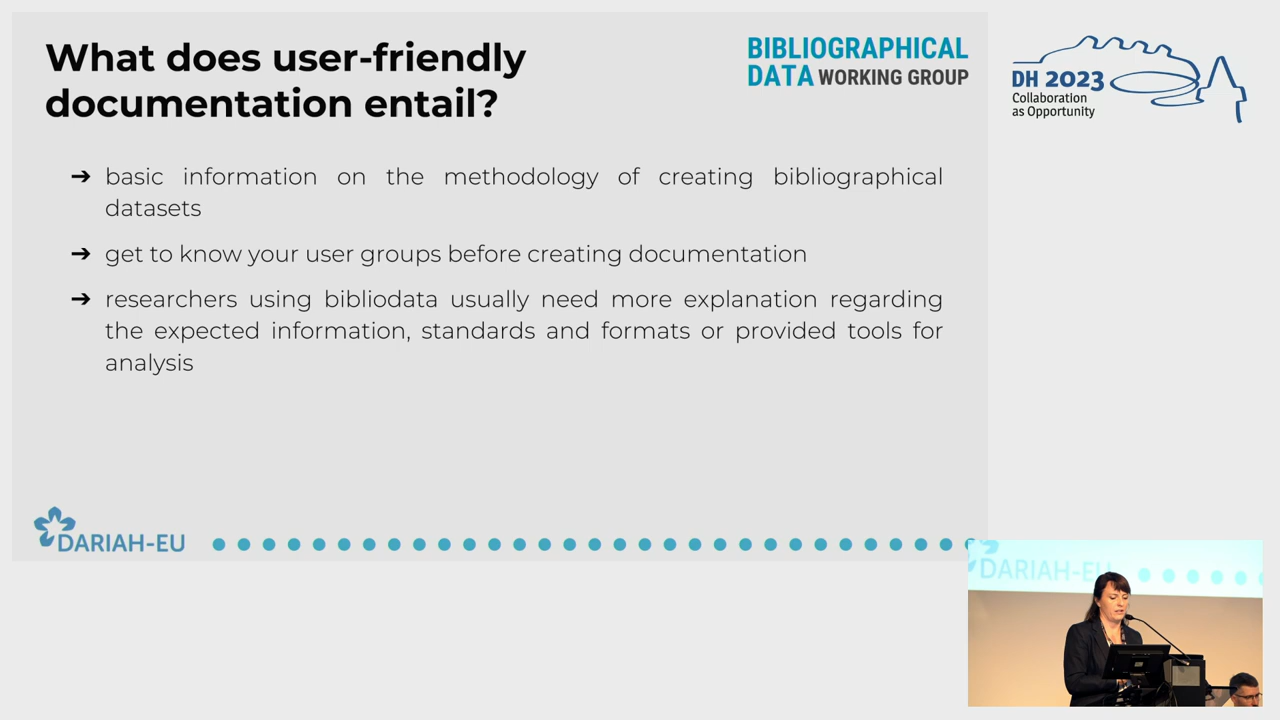 What does user-friendly
documentation entail?
BIBLIOGRAPHICAL
DATA WORKING GROUP
DH 2023
Collaboration
as Opportunity
➔ basic information on the methodology of creating bibliographical
datasets
➔ get to know your user groups before creating documentation
➔ researchers using bibliodata usually need more explanation regarding
the expected information, standards and formats or provided tools for
analysis
DARIAH-EU
DARIAH-EU